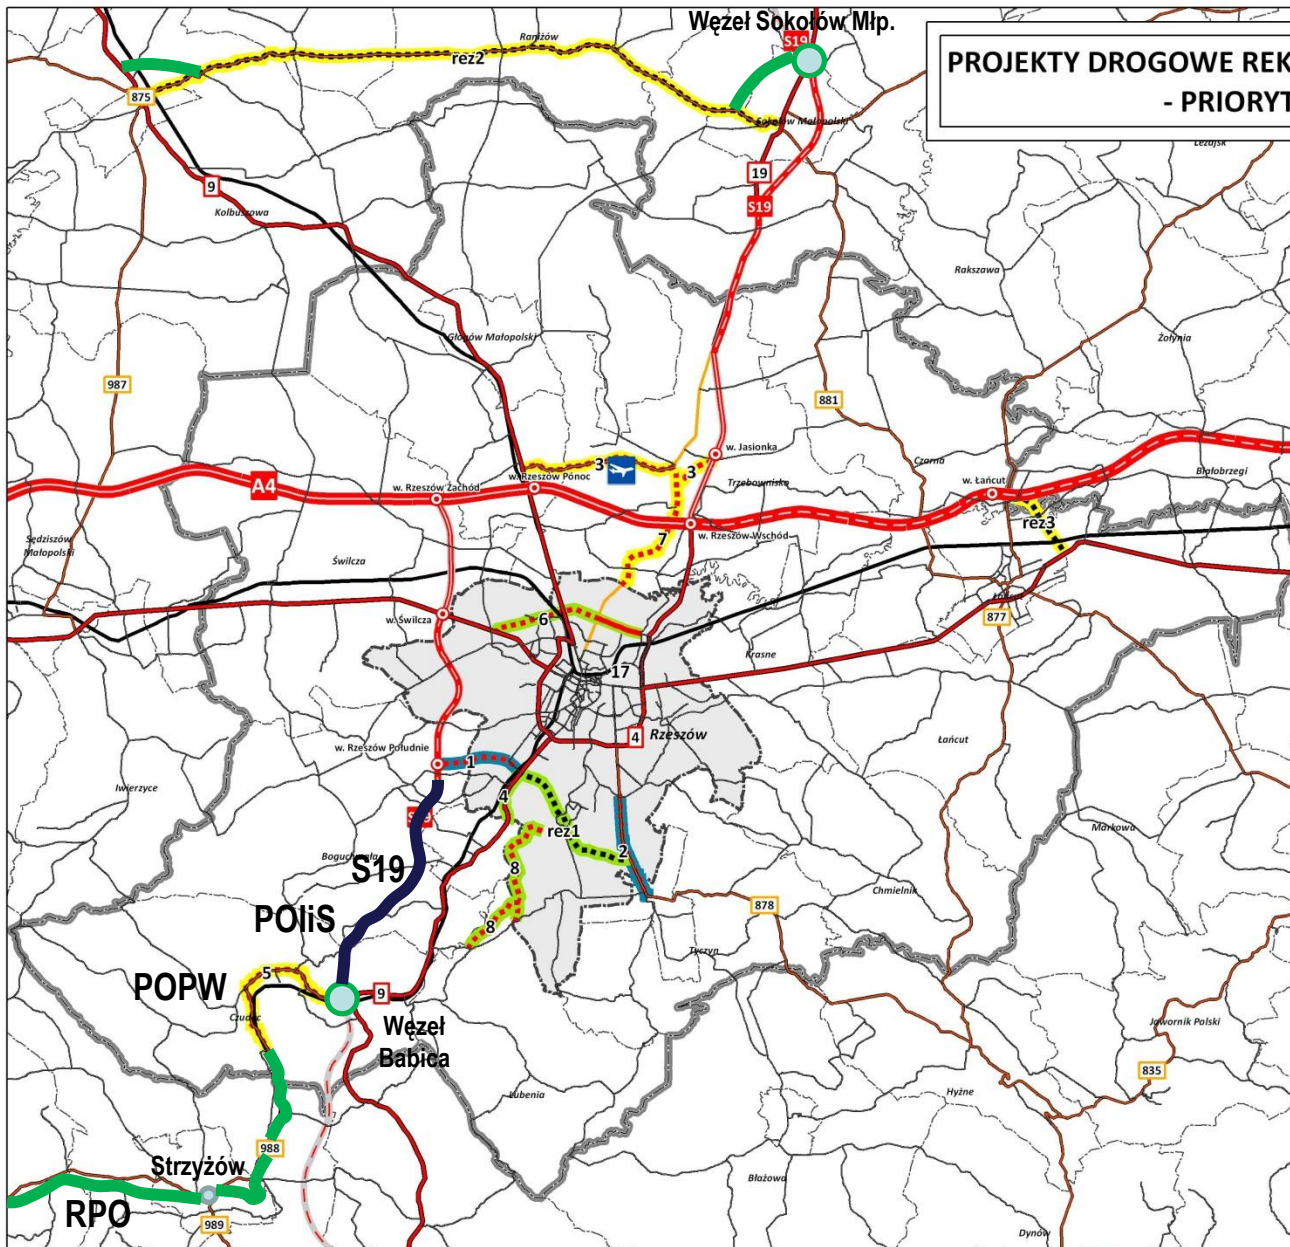 Węzeł Sokołów Młp.
S19
PROJEKTY DROGOWE REK
- PRIORYT
Raniżów
rez2
875
Sokołów Małopolski
Leżajsk
19
9
S19
Kolbuszowa
Rakszawa
Głogów Małopolski
Żołynia
987
881
w. Jasionka
Czarna
3
3
A4
w. Rzeszów Zachód
w. Rzeszów Pónoc
Trzebownisko
w. Łańcut
Białobrzegi
rez3
Sędziszów
Małopolski
7
w. Rzeszów Wschód
Świlcza
Łańcut
w. Świlcza
6
877
Krasne
17
4
Rzeszów
w. Rzeszów Południe
1
Łańcut
Iwierzyce
4
rez1
Markowa
2
Boguchwała
S19
8
Chmielnik
878
POIiS
8
Tyczyn
POPW
5
9
Czudec
Węzeł
Babica
Jawornik Polski
835
Lubenia
Hyżne
988
Strzyżów
Błażowa
RPO
989
Dynów